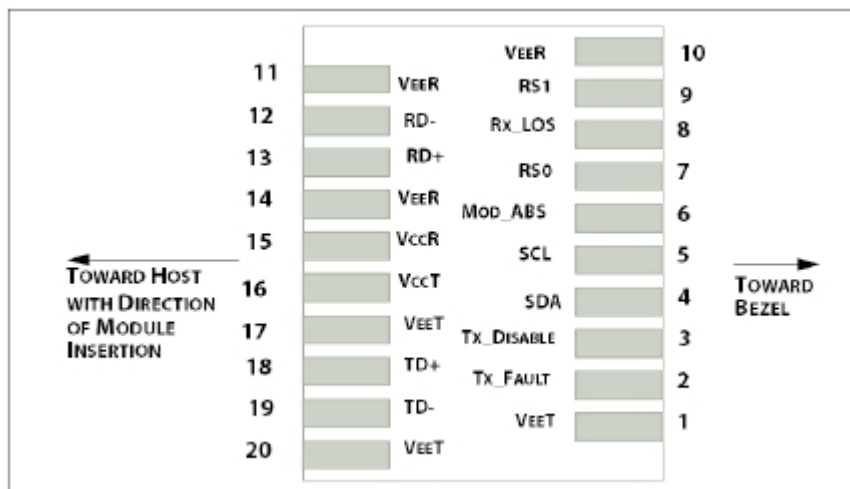 VEER 10
11 VEER
RS1 9
12 RD-
Rx_LOS 8
13 RD+
RS0 7
14 VEER
MOD_ABS 6
15 VCCR
SCL 5
16 VCCT
SDA 4
17 VEET
TX_DISABLE 3
18 TD+
TX_FAULT 2
19 TD-
VEET 1
20 VEET
TOWARD HOST
WITH DIRECTION
OF MODULE
INSERTION
TOWARD
BEZEL